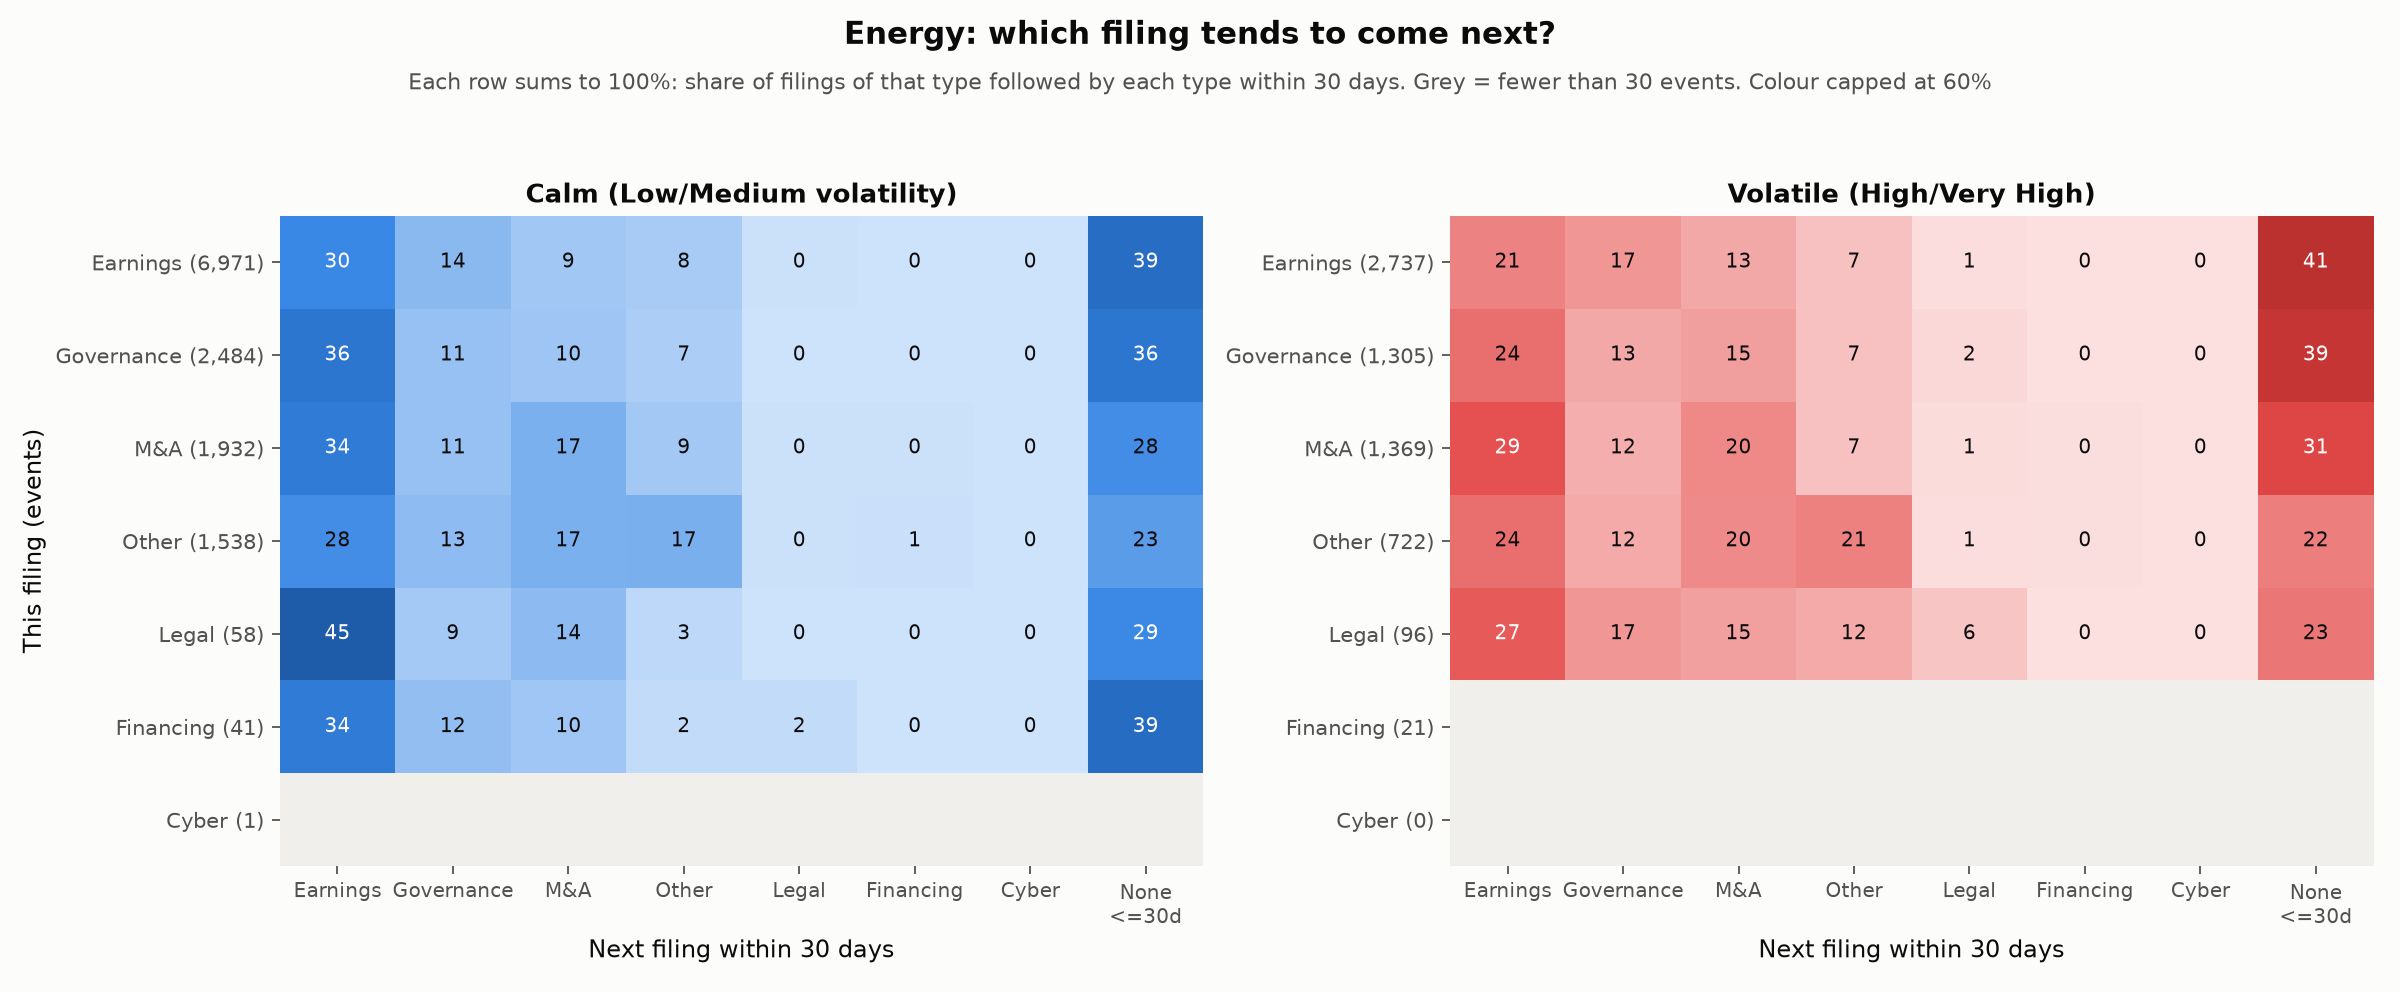 Energy: which filing tends to come next?
Each row sums to 100%: share of filings of that type followed by each type within 30 days. Grey = fewer than 30 events. Colour capped at 60%
Calm (Low/Medium volatility)
This filing (events)
Earnings (6,971) 30 14 9 8 0 0 0 39
Governance (2,484) 36 11 10 7 0 0 0 36
M&A (1,932) 34 11 17 9 0 0 0 28
Other (1,538) 28 13 17 17 0 1 0 23
Legal (58) 45 9 14 3 0 0 0 29
Financing (41) 34 12 10 2 2 0 0 39
Cyber (1)
Earnings Governance M&A Other Legal Financing Cyber None
<=30d
Next filing within 30 days
Volatile (High/Very High)
Earnings (2,737) 21 17 13 7 1 0 0 41
Governance (1,305) 24 13 15 7 2 0 0 39
M&A (1,369) 29 12 20 7 1 0 0 31
Other (722) 24 12 20 21 1 0 0 22
Legal (96) 27 17 15 12 6 0 0 23
Financing (21)
Cyber (0)
Earnings Governance M&A Other Legal Financing Cyber None
<=30d
Next filing within 30 days